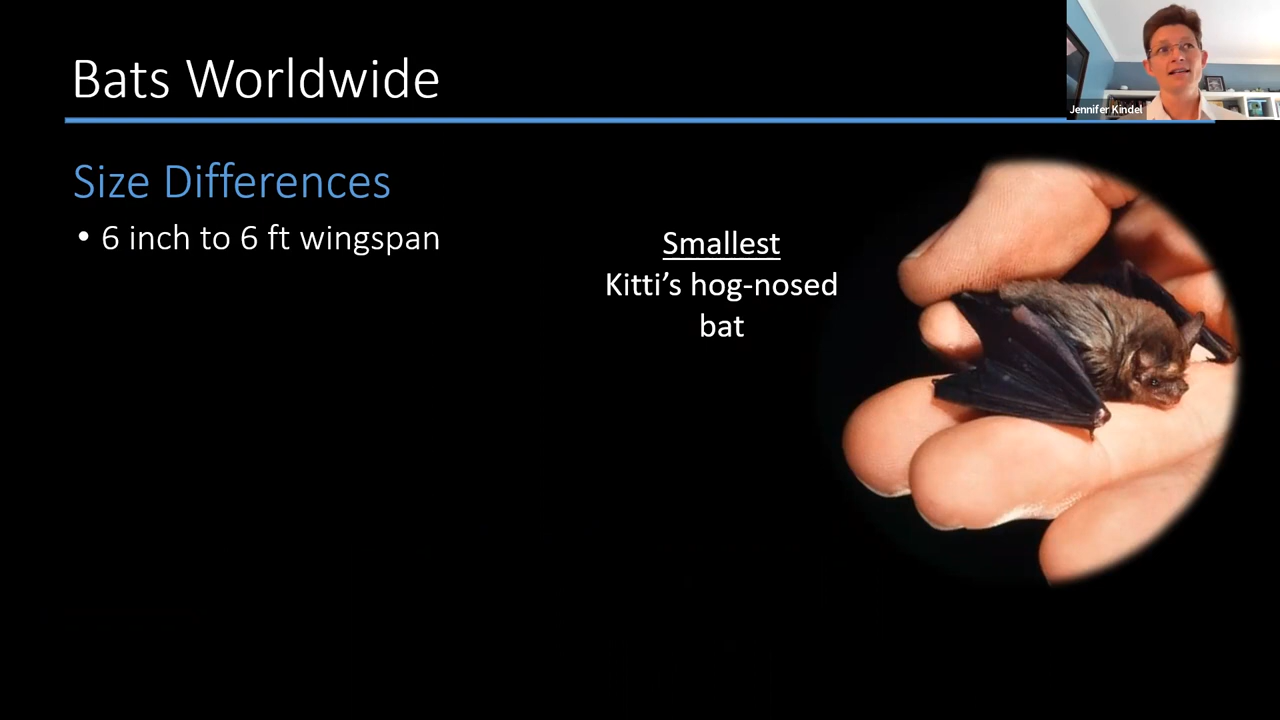 Bats Worldwide
Jennifer Kindel
Size Differences
• 6 inch to 6 ft wingspan
Smallest
Kitti’s hog-nosed
bat